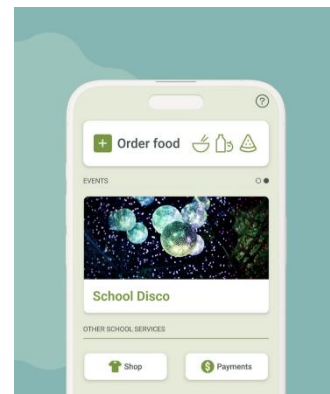 ?
Order food
EVENTS
School Disco
OTHER SCHOOL SERVICES
Shop
$ Payments